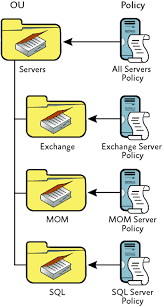 OU Policy
Servers All Servers
Policy
Exchange Exchange Server
Policy
MOM MOM Server
Policy
SQL SQL Server
Policy